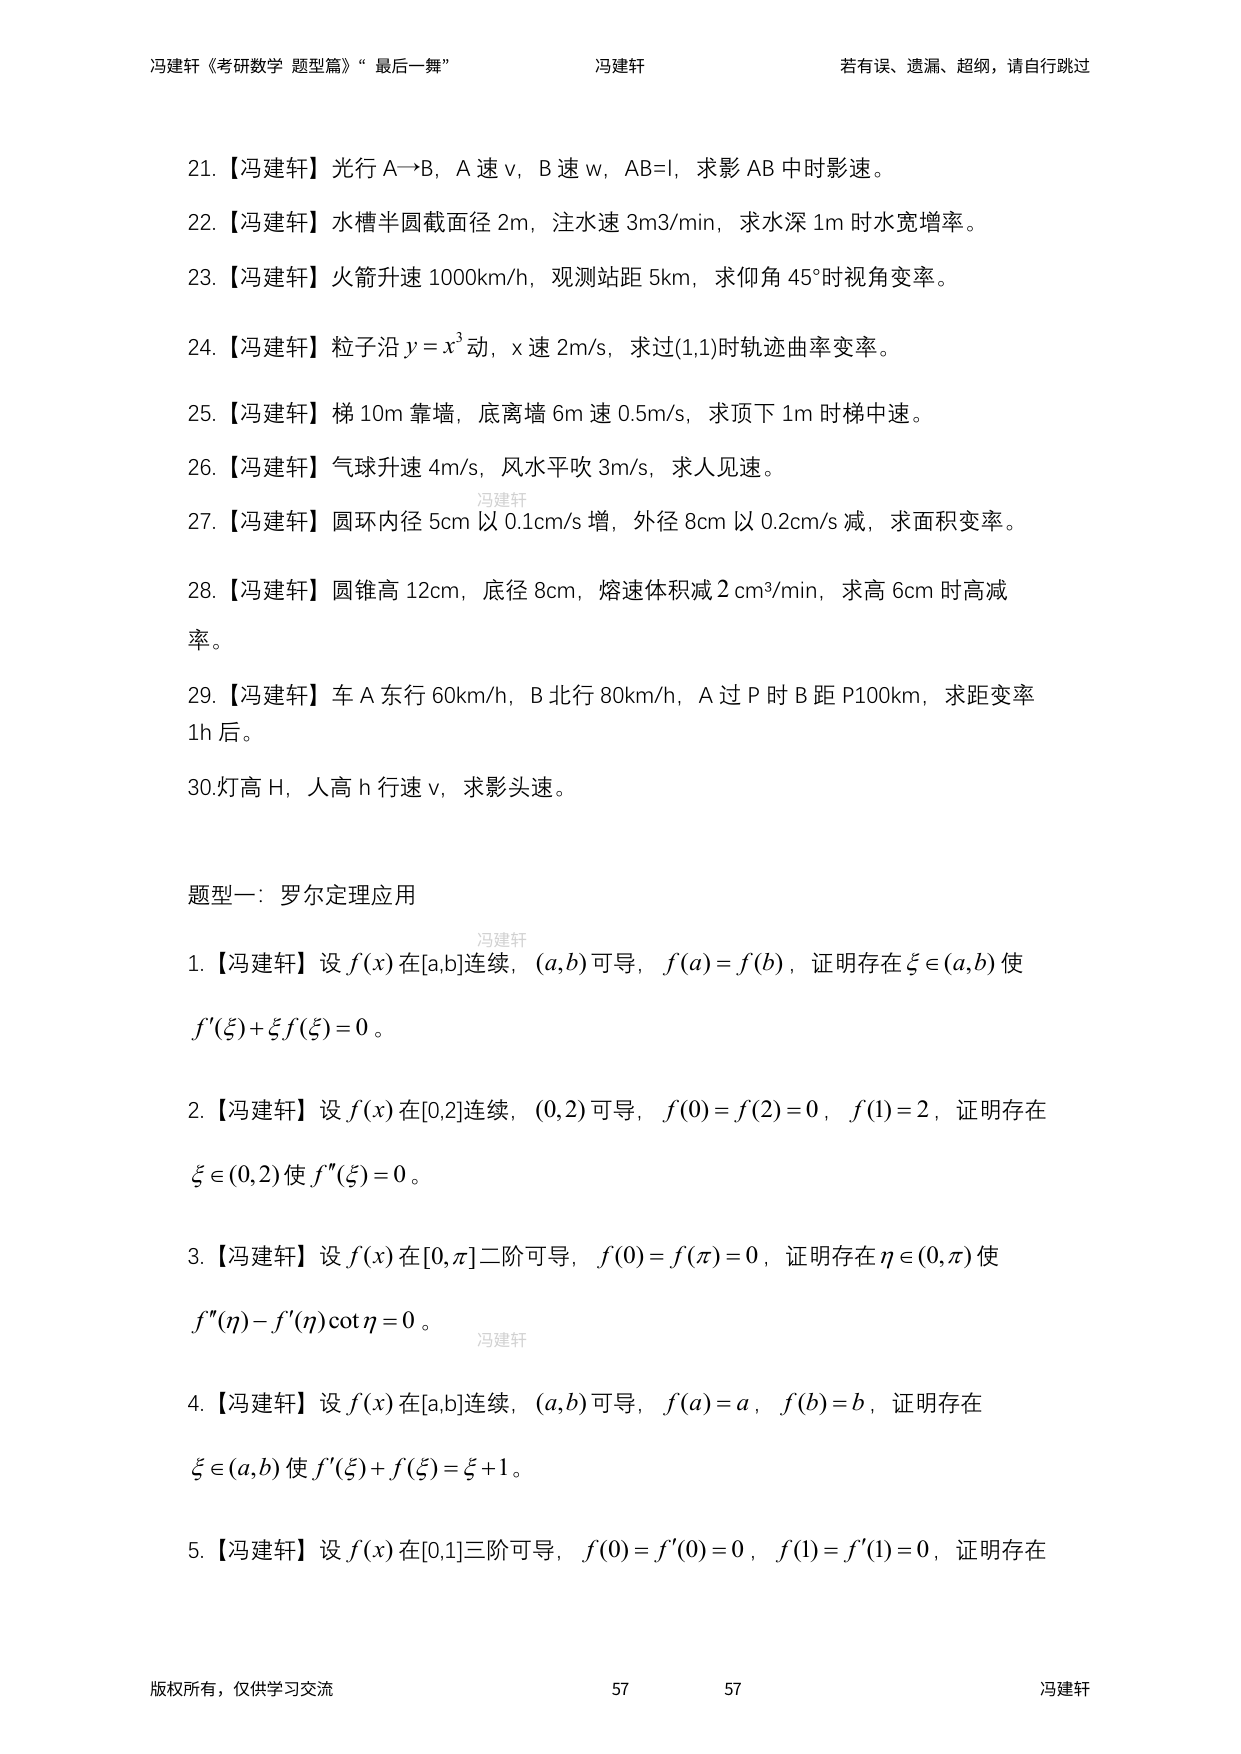 冯建轩《考研数学 题型篇》“ 最后一舞” 冯建轩 若有误、遗漏、超纲，请自行跳过
21.【冯建轩】光行 A→B，A 速 v，B 速 w，AB=l，求影 AB 中时影速。
22.【冯建轩】水槽半圆截面径 2m，注水速 3m3/min，求水深 1m 时水宽增率。
23.【冯建轩】火箭升速 1000km/h，观测站距 5km，求仰角 45°时视角变率。
24.【冯建轩】粒子沿 y = x³ 动，x 速 2m/s，求过(1,1)时轨迹曲率变率。
25.【冯建轩】梯 10m 靠墙，底离墙 6m 速 0.5m/s，求顶下 1m 时梯中速。
26.【冯建轩】气球升速 4m/s，风水平吹 3m/s，求人见速。
冯建轩
27.【冯建轩】圆环内径 5cm 以 0.1cm/s 增，外径 8cm 以 0.2cm/s 减，求面积变率。
28.【冯建轩】圆锥高 12cm，底径 8cm，熔速体积减 2 cm³/min，求高 6cm 时高减
率。
29.【冯建轩】车 A 东行 60km/h，B 北行 80km/h，A 过 P 时 B 距 P100km，求距变率
1h 后。
30.灯高 H，人高 h 行速 v，求影头速。
题型一：罗尔定理应用
冯建轩
1.【冯建轩】设 f(x) 在[a,b]连续，(a,b) 可导， f(a) = f(b)，证明存在 ξ∈(a,b) 使
f′(ξ)+ξf(ξ)=0 。
2.【冯建轩】设 f(x) 在[0,2]连续，(0,2) 可导， f(0) = f(2) = 0， f(1) = 2，证明存在
ξ∈(0,2) 使 f″(ξ)=0 。
3.【冯建轩】设 f(x) 在[0,π]二阶可导， f(0) = f(π) = 0，证明存在 η∈(0,π) 使
f″(η)− f′(η)cotη=0 。
冯建轩
4.【冯建轩】设 f(x) 在[a,b]连续，(a,b) 可导， f(a) = a， f(b) = b，证明存在
ξ∈(a,b) 使 f′(ξ)+ f(ξ)=ξ+1。
5.【冯建轩】设 f(x) 在[0,1]三阶可导， f(0) = f′(0) = 0， f(1) = f′(1) = 0，证明存在
版权所有，仅供学习交流 57 57 冯建轩